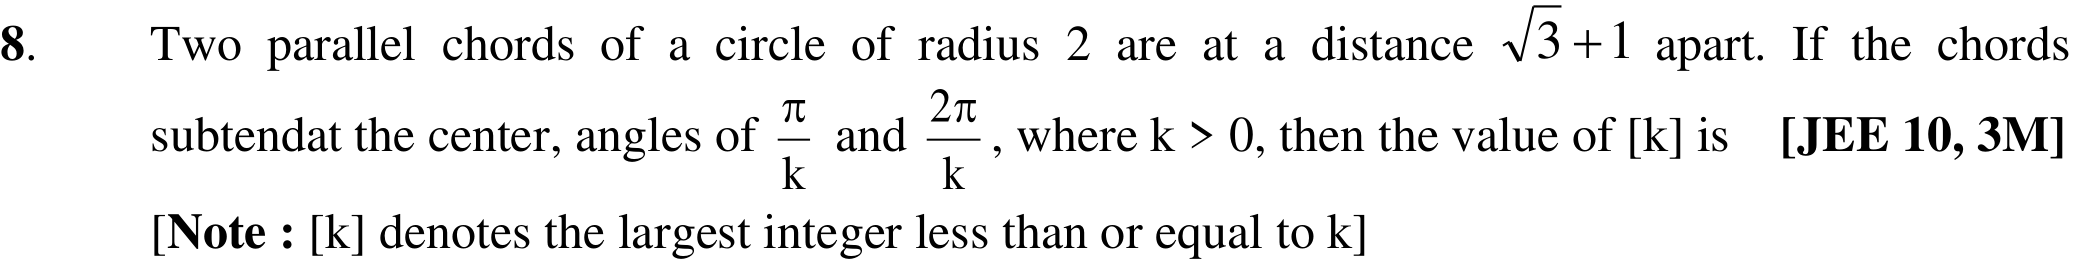 8. Two parallel chords of a circle of radius 2 are at a distance √3 + 1 apart. If the chords
subtendat the center, angles of π/k and 2π/k, where k > 0, then the value of [k] is [JEE 10, 3M]
[Note : [k] denotes the largest integer less than or equal to k]